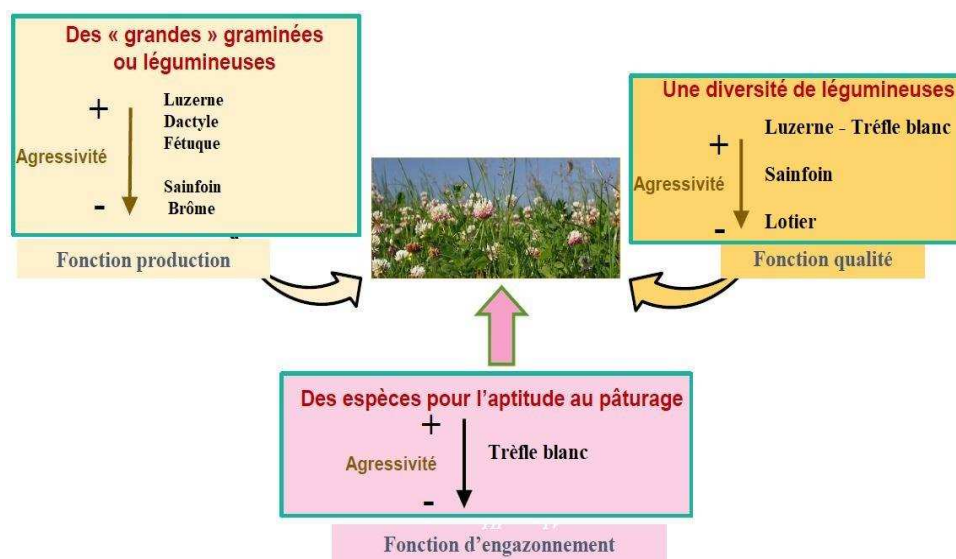 Des « grandes » graminées
ou légumineuses
+
Luzerne
Dactyle
Fétuque
Agressivité
Sainfoin
-
Brôme
Fonction production
Une diversité de légumineuses
+
Luzerne - Tréfle blanc
Agressivité
Sainfoin
-
Lotier
Fonction qualité
Des espèces pour l'aptitude au pâturage
+
Trèfle blanc
Agressivité
-
Fonction d'engazonnement